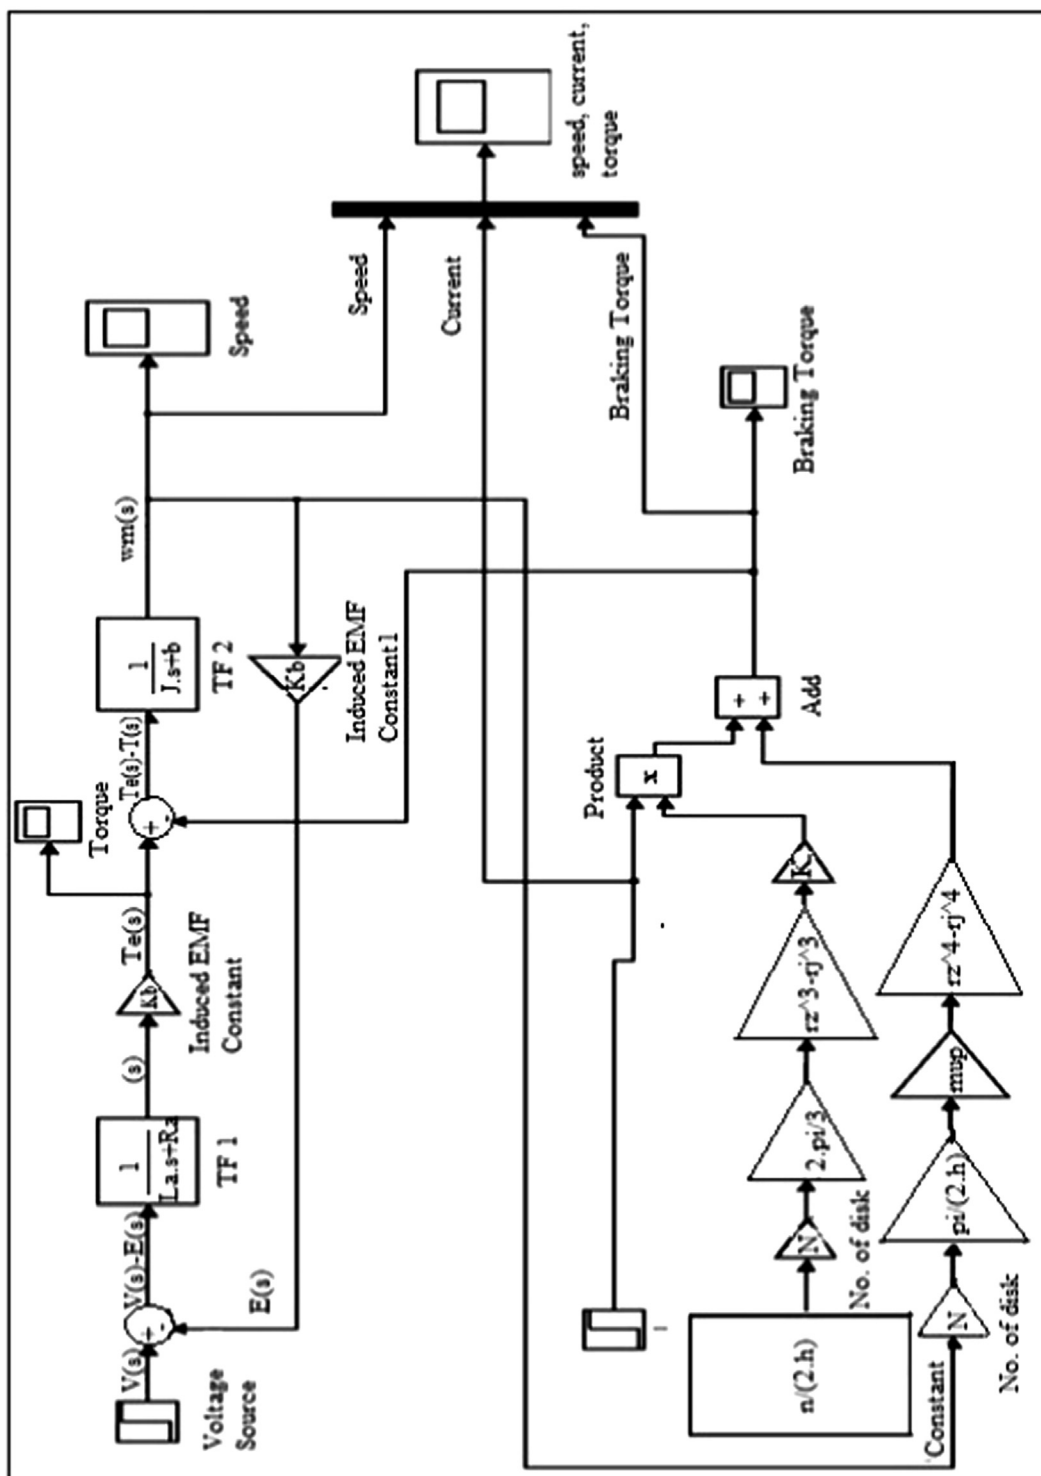 Voltage
Source
V(s)
+
-
V(s)-E(s)
1
La.s+Ra
TF 1
(s)
Kb
Induced EMF
Constant
Te(s)
Torque
+
-
Te(s)-T(s)
1
J.s+b
TF 2
wm(s)
Speed
E(s)
Kb
Induced EMF
Constant1
Speed
Current
Braking Torque
speed, current,
torque
Product
x
+
+
Add
Braking Torque
n/(2.h)
Constant
N
No. of disk
2.pi/3
rz^3-rj^3
K
N
No. of disk
pi/(2.h)
mup
rz^4-rj^4